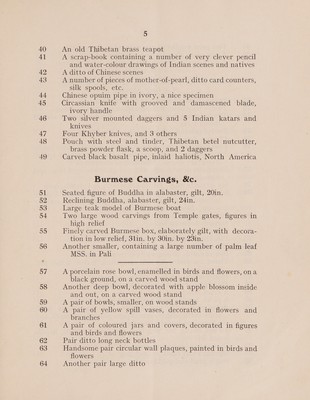 5
40 An old Thibetan brass teapot
41 A scrap-book containing a number of very clever pencil
and water-colour drawings of Indian scenes and natives
42 A ditto of Chinese scenes
43 A number of pieces of mother-of-pearl, ditto card counters,
silk spools, etc.
44 Chinese opuim pipe in ivory, a nice specimen
45 Circassian knife with grooved and damascened blade,
ivory handle
46 Two silver mounted daggers and 5 Indian katars and
knives
47 Four Khyber knives, and 3 others
48 Pouch with steel and tinder, Thibetan betel nutcutter,
brass powder flask, a scoop, and 2 daggers
49 Carved black basalt pipe, inlaid haliotis, North America
Burmese Carvings, &c.
51 Seated figure of Buddha in alabaster, gilt, 20in.
52 Reclining Buddha, alabaster, gilt, 24in.
53 Large teak model of Burmese boat
54 Two large wood carvings from Temple gates, figures in
high relief
55 Finely carved Burmese box, elaborately gilt, with decora-
tion in low relief, 31in. by 30in. by 23in.
56 Another smaller, containing a large number of palm leaf
MSS. in Pali
57 A porcelain rose bowl, enamelled in birds and flowers, on a
black ground, on a carved wood stand
58 Another deep bowl, decorated with apple blossom inside
and out, on a carved wood stand
59 A pair of bowls, smaller, on wood stands
60 A pair of yellow spill vases, decorated in flowers and
branches
61 A pair of coloured jars and covers, decorated in figures
and birds and flowers
62 Pair ditto long neck bottles
63 Handsome pair circular wall plaques, painted in birds and
flowers
64 Another pair large ditto